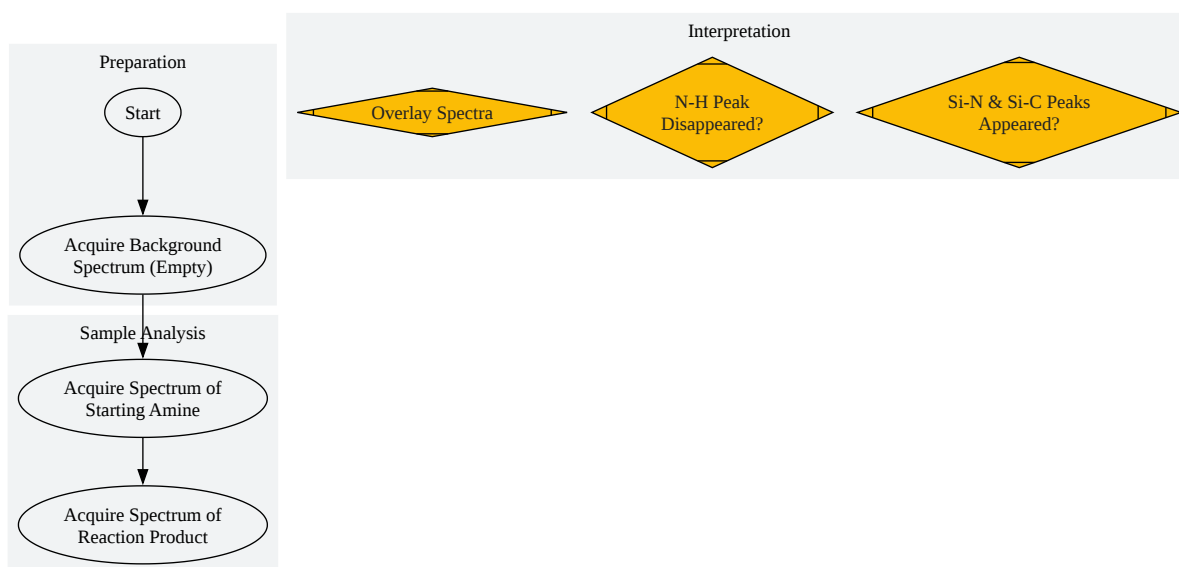 Preparation
Start
Acquire Background
Spectrum (Empty)
Sample Analysis
Acquire Spectrum of
Starting Amine
Acquire Spectrum of
Reaction Product
Interpretation
Overlay Spectra
N-H Peak
Disappeared?
Si-N & Si-C Peaks
Appeared?